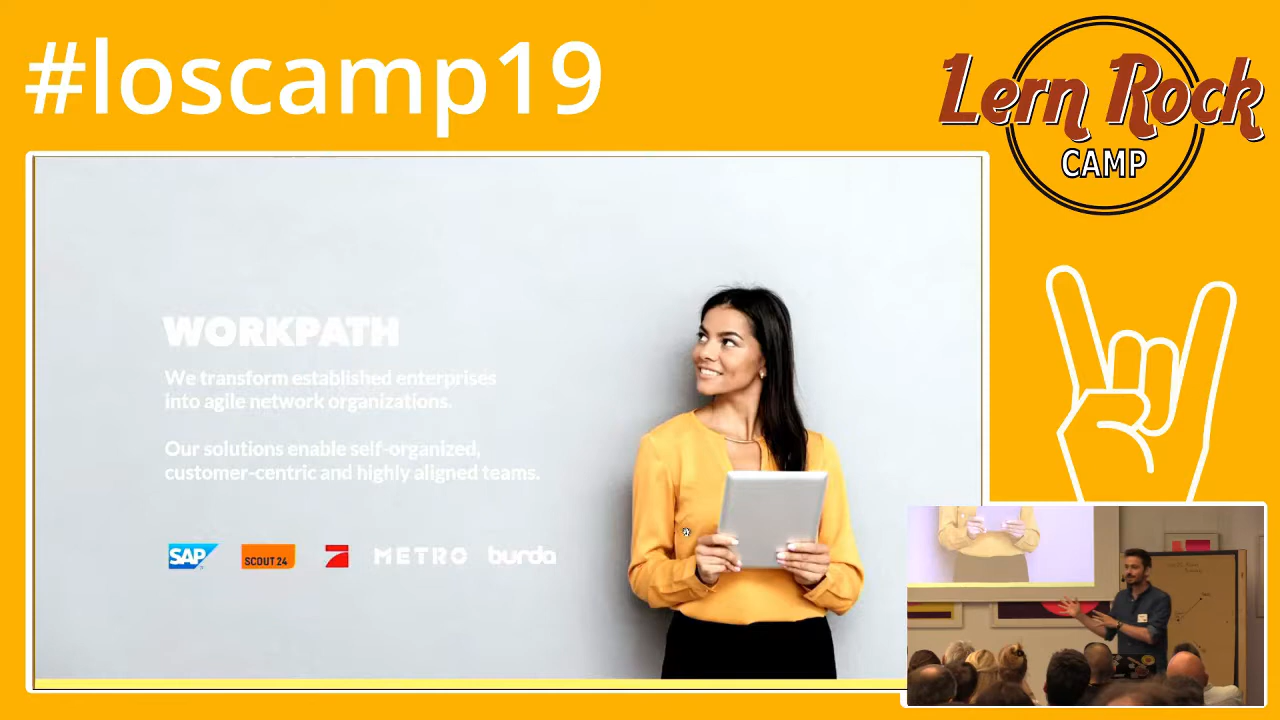 #loscamp19
Lern Rock
CAMP
WORKPATH
We transform established enterprises
into agile network organizations.
Our solutions enable self-organized,
customer-centric and highly aligned teams.
SAP
SCOUT 24
METRO
burda